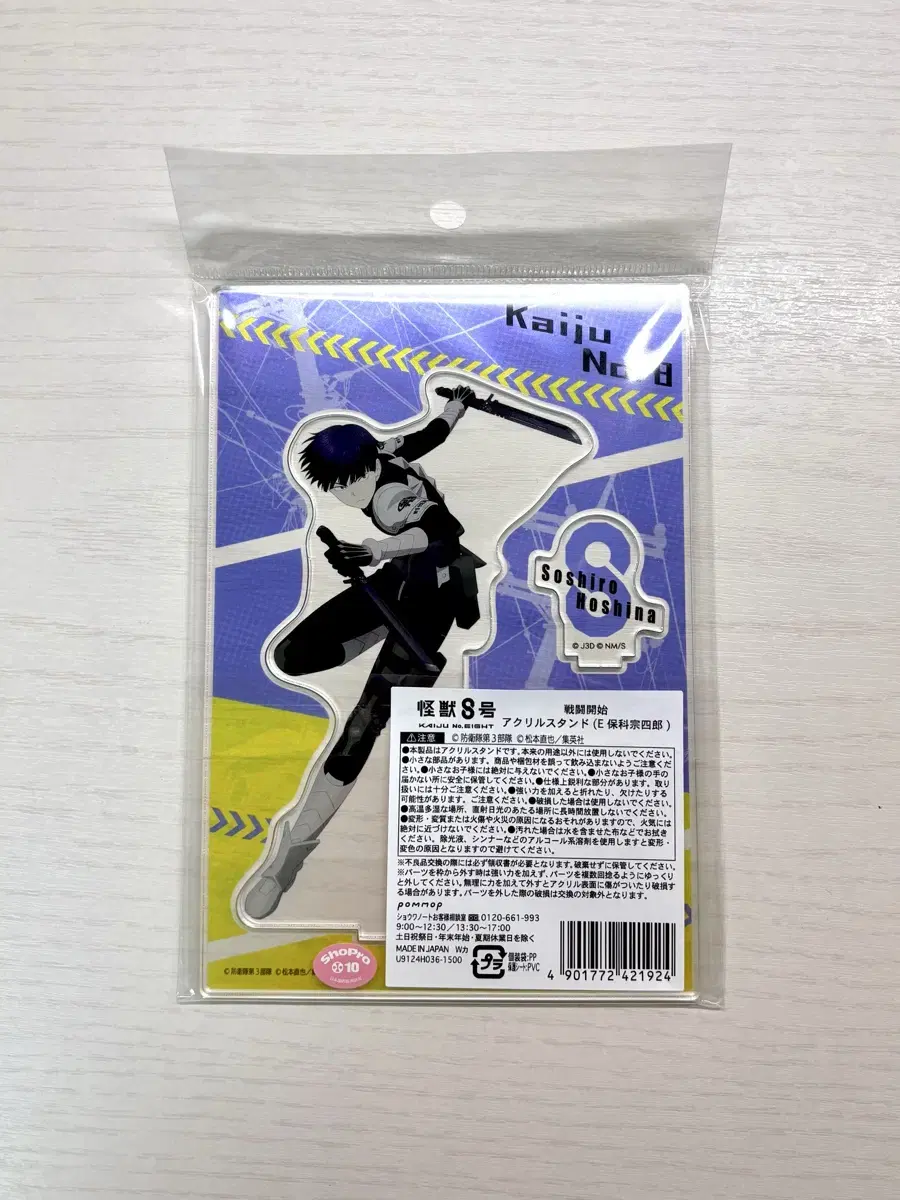 Kaiju
No. 8
Soshiro
Hoshina
© J3D © NM/S
怪獣8号
KAIJU No.EIGHT
戦闘開始
アクリルスタンド(E 保科宗四郎)
⚠注意 ©防衛隊第3部隊 ©松本直也/集英社
●本製品はアクリルスタンドです。本来の用途以外には使用しないでください。
●小さな部品があります。商品や梱包材を誤って飲み込まないようご注意くだ
さい。●小さなお子様には絶対に与えないでください。●小さなお子様の手の
届かない所に安全に保管してください。●仕様上鋭利な部分があります。取り
扱いには十分ご注意ください。●強い力を加えると折れたり、欠けたりする
可能性があります。ご注意ください。●破損した場合は使用しないでください。
●高温多湿な場所、直射日光のあたる場所に長時間放置しないでください。
●変形・変質または火傷や火災の原因になるおそれがありますので、火気には
絶対に近づけないでください。●汚れた場合は水を含ませた布などでお拭き
ください。除光液、シンナーなどのアルコール系溶剤を使用しますと変形・
変色の原因となりますので避けてください。
※不良品交換の際には必ず領収書が必要となります。破棄せずに保管してください。
※パーツを枠から外す時は強い力を加えず、パーツを複数回捻るようにゆっくり
と外してください。無理に力を加えて外すとアクリル表面に傷がついたり破損す
る場合があります。パーツを外した際の破損は交換の対象外となります。
pommop
ショウワノートお客様相談室 0120-661-993
9:00~12:30/13:30~17:00
土日祝祭日・年末年始・夏期休業日を除く
MADE IN JAPAN Wカ
U9124H036-1500
プラ
個装袋:PP
保護シート:PVC
4 901772 421924
ShoPro
10
©防衛隊第3部隊 ©松本直也/